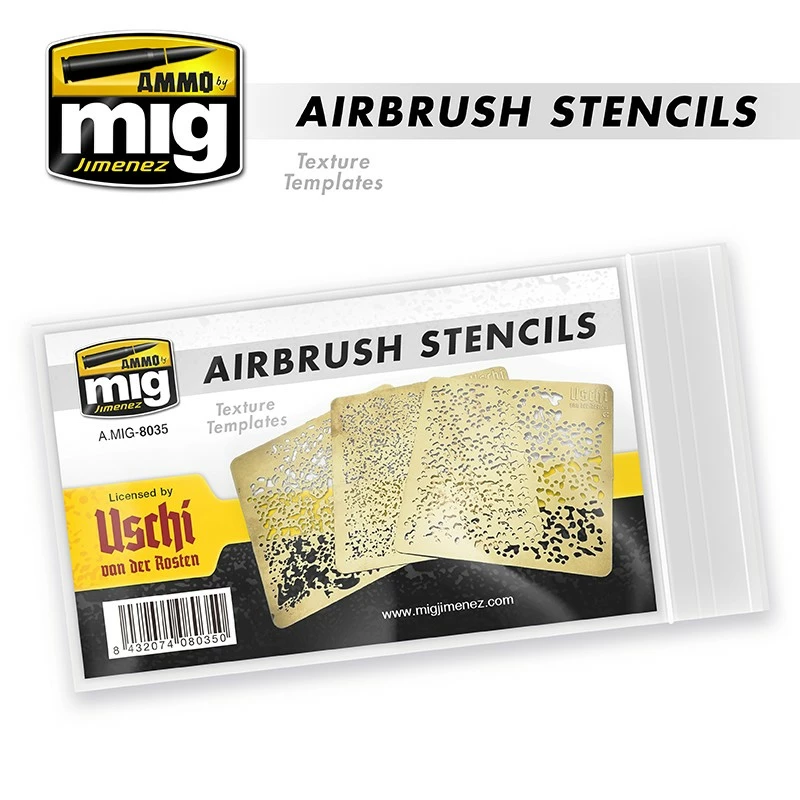 AMMO by
mig
Jimenez
AIRBRUSH STENCILS
Texture
Templates
AMMO by
mig
Jimenez
A.MIG-8035
AIRBRUSH STENCILS
Texture
Templates
Licensed by
Uschi
van der Rosten
Uschi
8 432074 080350
www.migjimenez.com